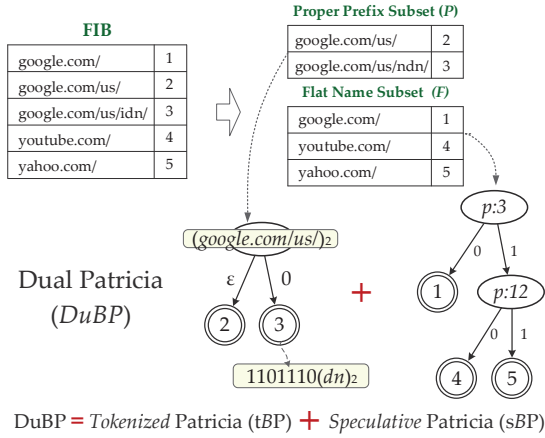 FIB
google.com/ 1
google.com/us/ 2
google.com/us/idn/ 3
youtube.com/ 4
yahoo.com/ 5
Proper Prefix Subset (P)
google.com/us/ 2
google.com/us/ndn/ 3
Flat Name Subset (F)
google.com/ 1
youtube.com/ 4
yahoo.com/ 5
(google.com/us/)₂
ε 0
2 3
1101110(dn)₂
p:3
0 1
1 p:12
0 1
4 5
Dual Patricia
(DuBP)
+
DuBP = Tokenized Patricia (tBP) + Speculative Patricia (sBP)